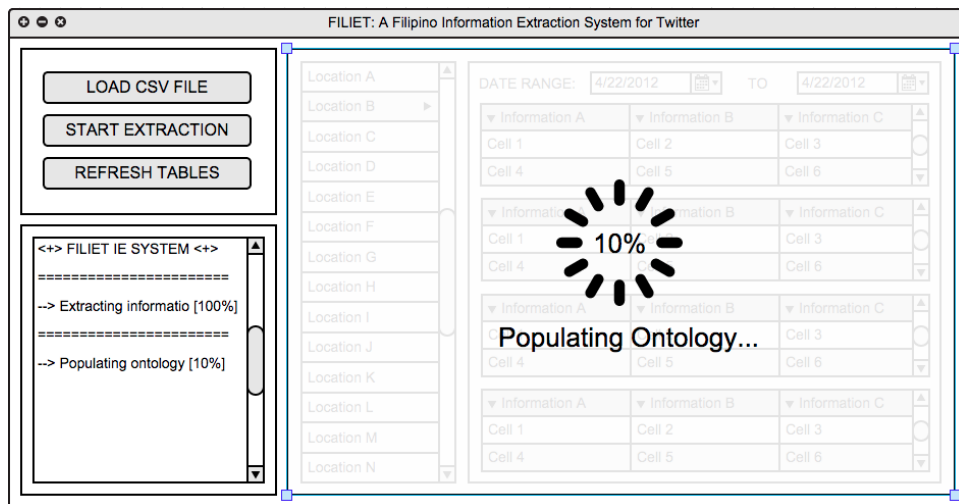 FILIET: A Filipino Information Extraction System for Twitter
LOAD CSV FILE
START EXTRACTION
REFRESH TABLES
<+> FILIET IE SYSTEM <+>
========================
--> Extracting informatio [100%]
========================
--> Populating ontology [10%]
Location A
Location B
Location C
Location D
Location E
Location F
Location G
Location H
Location I
Location J
Location K
Location L
Location M
Location N
DATE RANGE: 4/22/2012 TO 4/22/2012
Information A Information B Information C
Cell 1 Cell 2 Cell 3
Cell 4 Cell 5 Cell 6
Information A Information B Information C
Cell 1 Cell 3
Cell 4 Cell 6
10%
Information A Information B Information C
Cell 3
Cell 4 Cell 5 Cell 6
Populating Ontology...
Information A Information B Information C
Cell 1 Cell 2 Cell 3
Cell 4 Cell 5 Cell 6